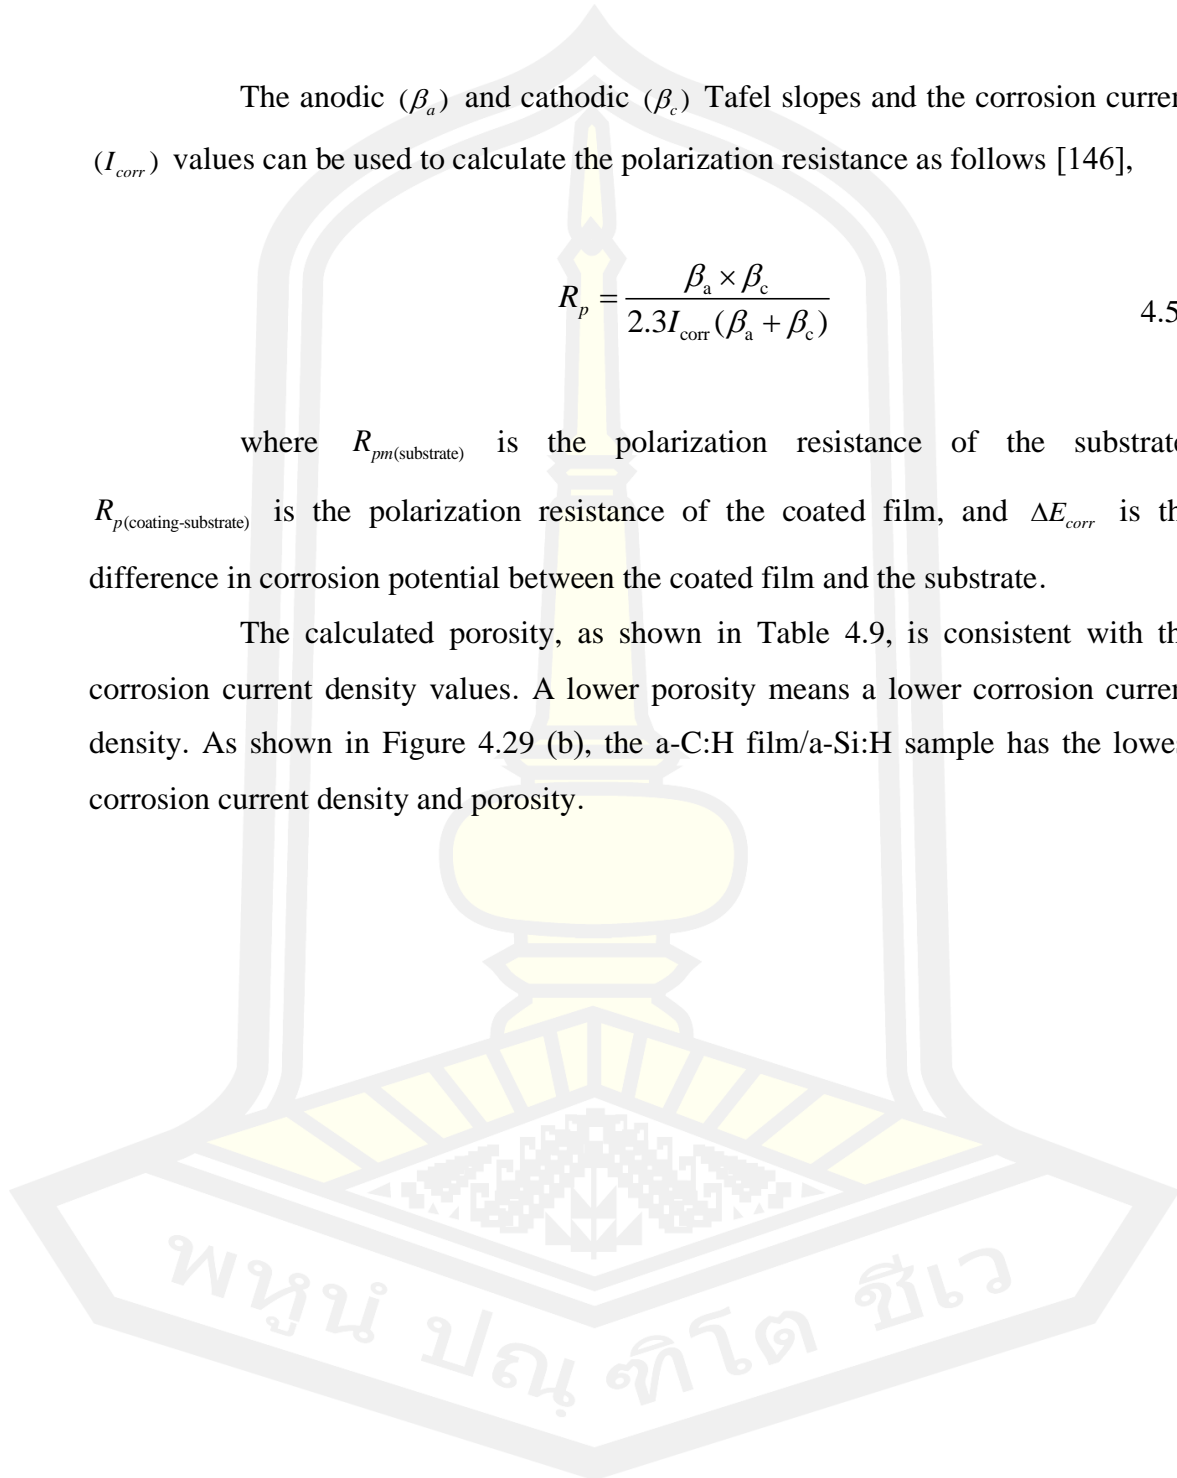 The anodic (β_a) and cathodic (β_c) Tafel slopes and the corrosion curren
(I_corr) values can be used to calculate the polarization resistance as follows [146],
R_p = β_a × β_c / 2.3I_corr(β_a + β_c) 4.5
where R_pm(substrate) is the polarization resistance of the substrate
R_p(coating-substrate) is the polarization resistance of the coated film, and ΔE_corr is th
difference in corrosion potential between the coated film and the substrate.
The calculated porosity, as shown in Table 4.9, is consistent with th
corrosion current density values. A lower porosity means a lower corrosion curren
density. As shown in Figure 4.29 (b), the a-C:H film/a-Si:H sample has the lowes
corrosion current density and porosity.
พหูนํ ปณฺฑิโต ชีเว